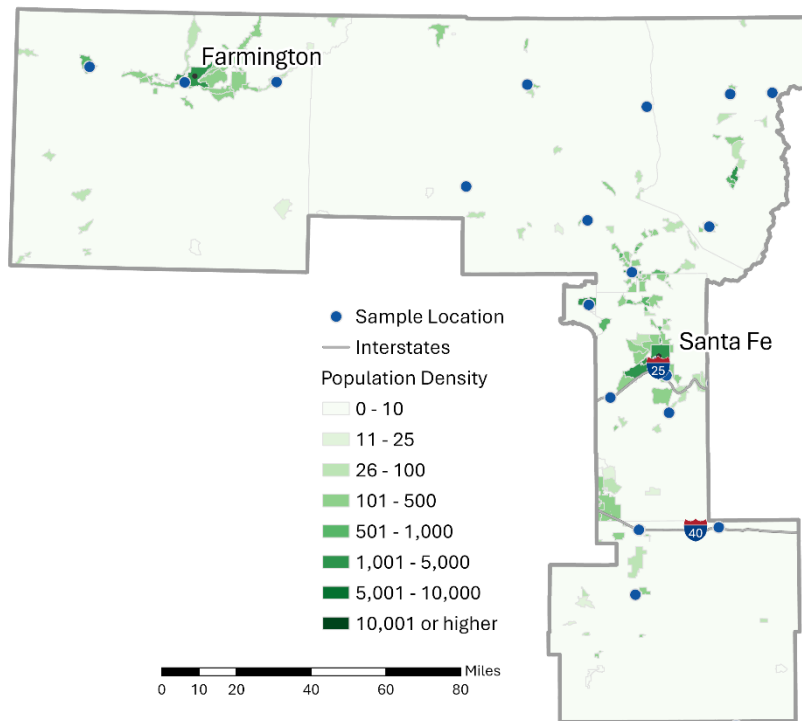 Farmington
Santa Fe
25
Sample Location
Interstates
Population Density
0 - 10
11 - 25
26 - 100
101 - 500
501 - 1,000
1,001 - 5,000
5,001 - 10,000
10,001 or higher
40
Miles
0 10 20 40 60 80